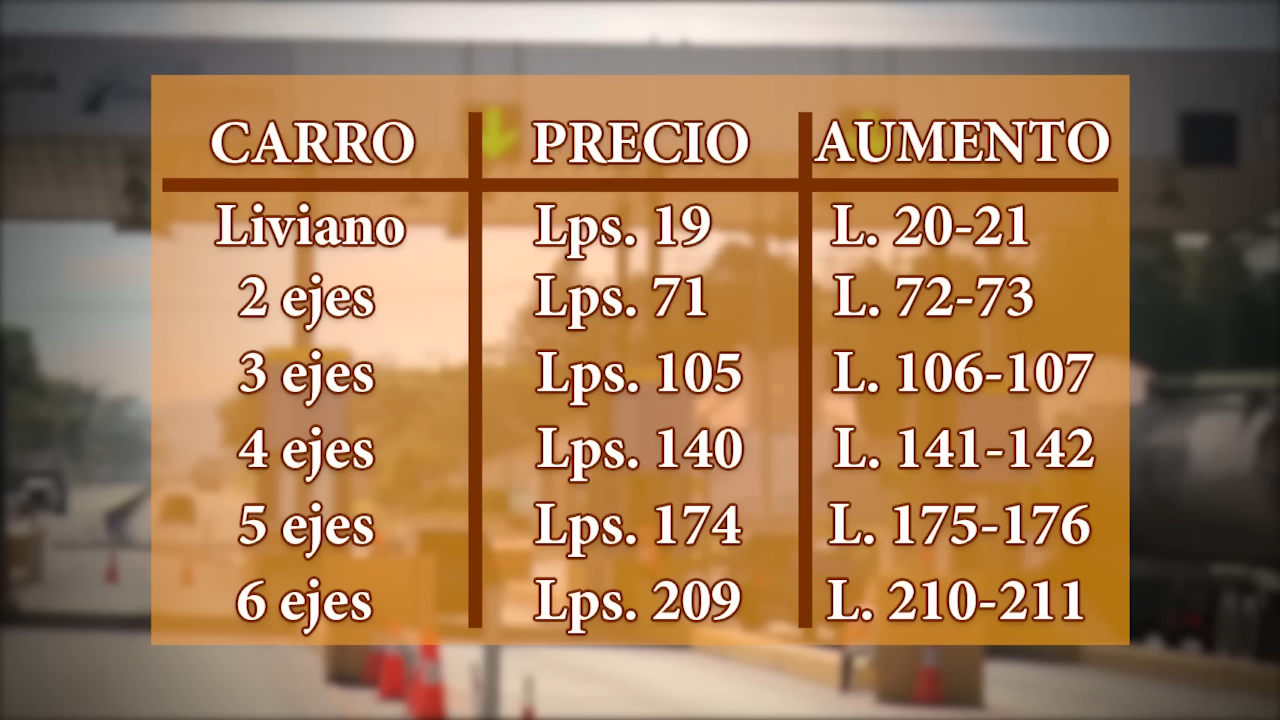 CARRO PRECIO AUMENTO
Liviano Lps. 19 L. 20-21
2 ejes Lps. 71 L. 72-73
3 ejes Lps. 105 L. 106-107
4 ejes Lps. 140 L. 141-142
5 ejes Lps. 174 L. 175-176
6 ejes Lps. 209 L. 210-211